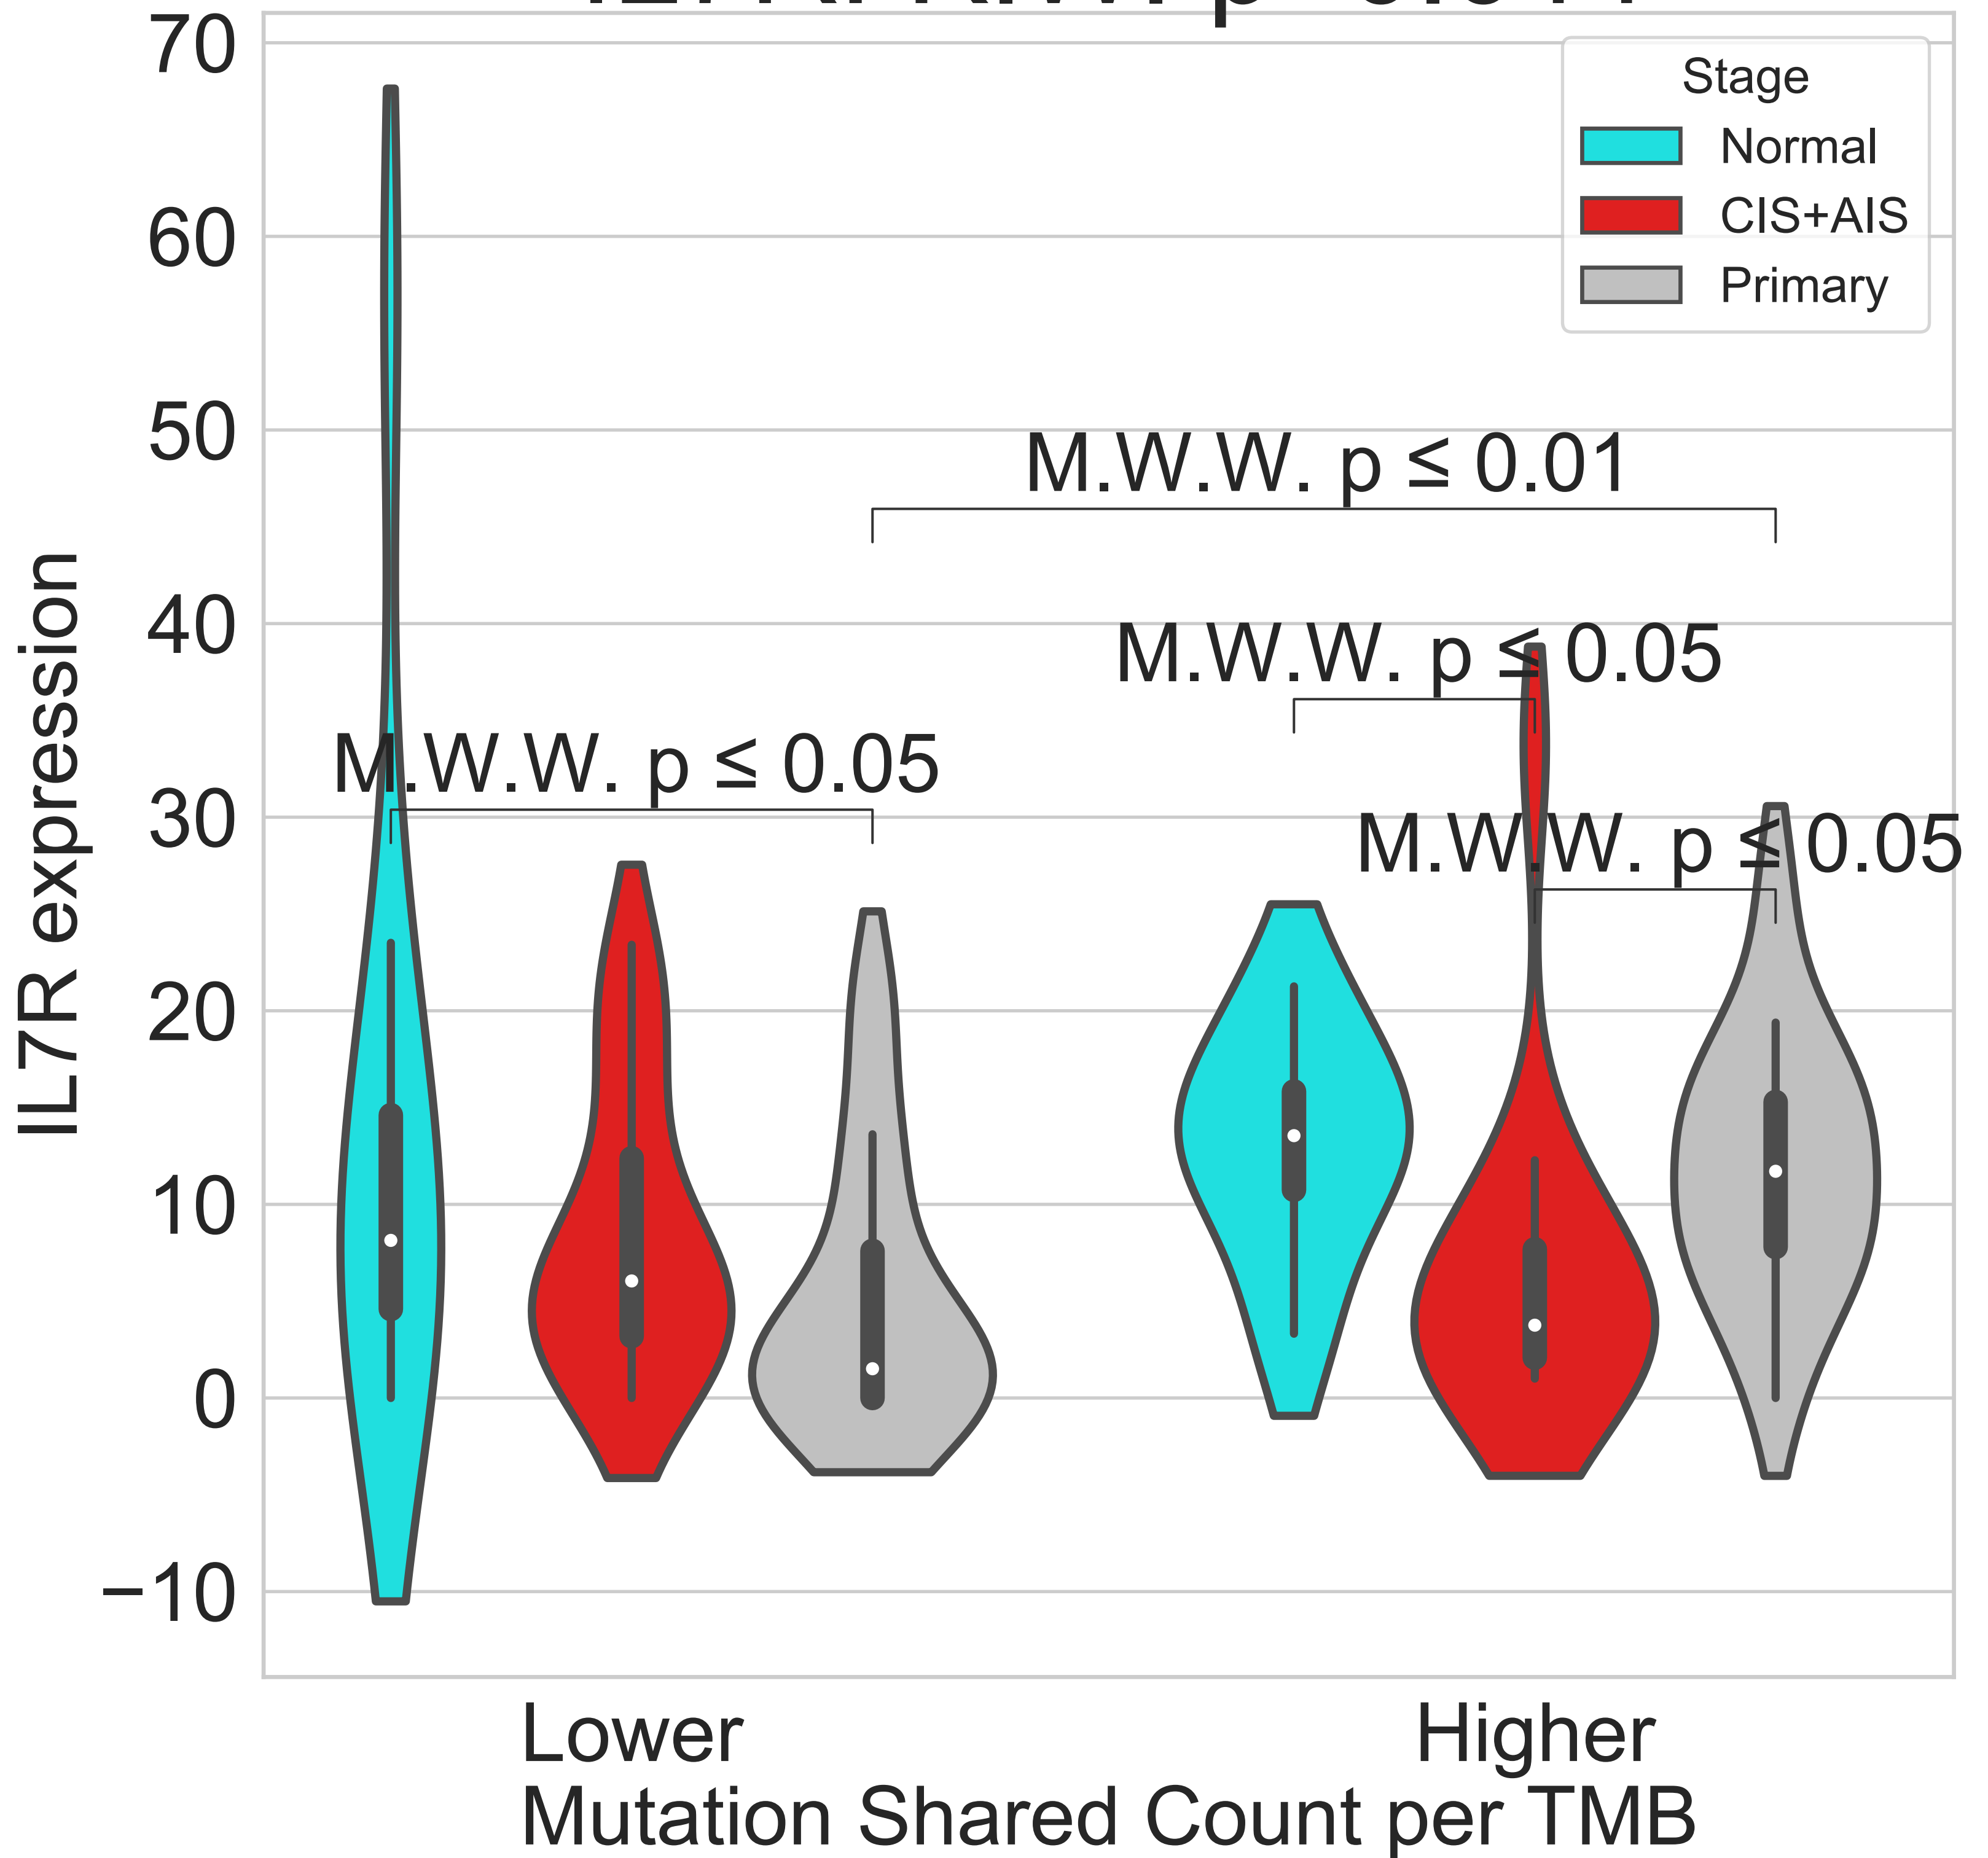 70
60
50
40
30
20
10
0
−10
IL7R expression
Stage
Normal
CIS+AIS
Primary
M.W.W. p ≤ 0.01
M.W.W. p ≤ 0.05
M.W.W. p ≤ 0.05
M.W.W. p ≤ 0.05
Lower
Higher
Mutation Shared Count per TMB